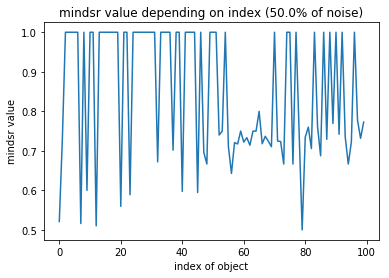 mindsr value depending on index (50.0% of noise)
1.0
0.9
0.8
0.7
0.6
0.5
mindsr value
0 20 40 60 80 100
index of object